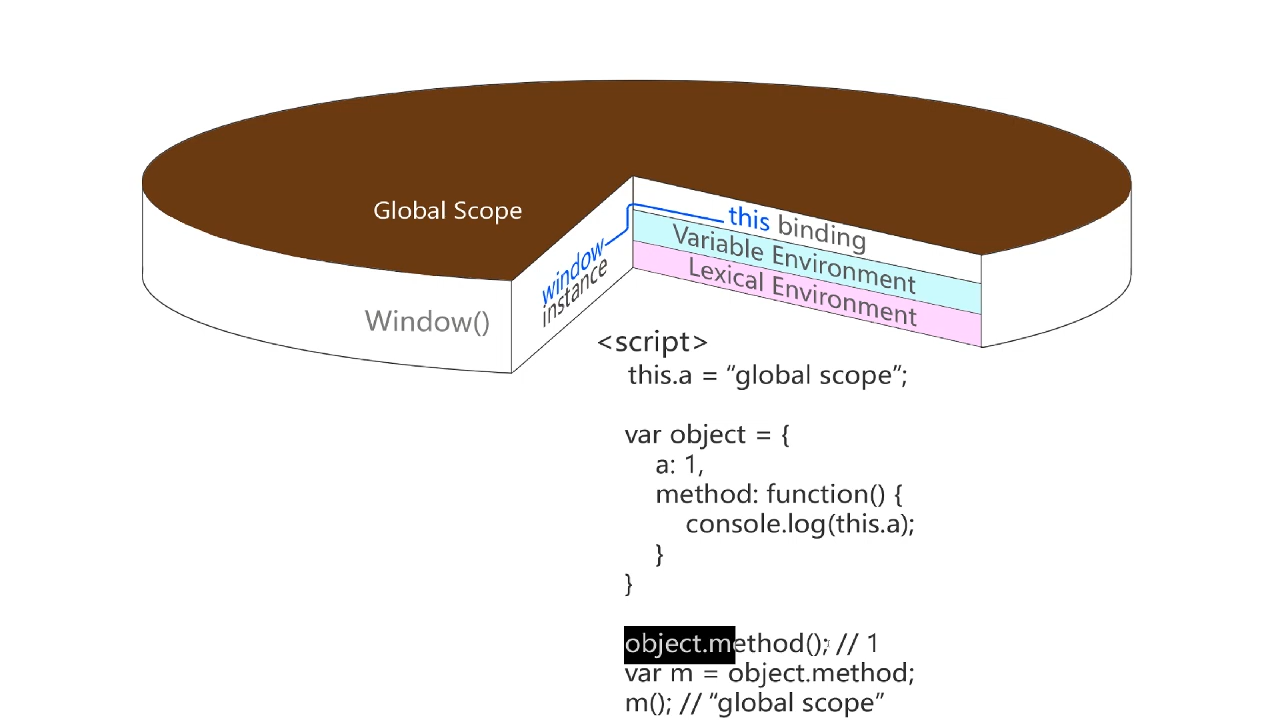 Global Scope
Window()
window
instance
this binding
Variable Environment
Lexical Environment
<script>
this.a = “global scope”;
var object = {
a: 1,
method: function() {
console.log(this.a);
}
}
object.method(); // 1
var m = object.method;
m(); // “global scope”